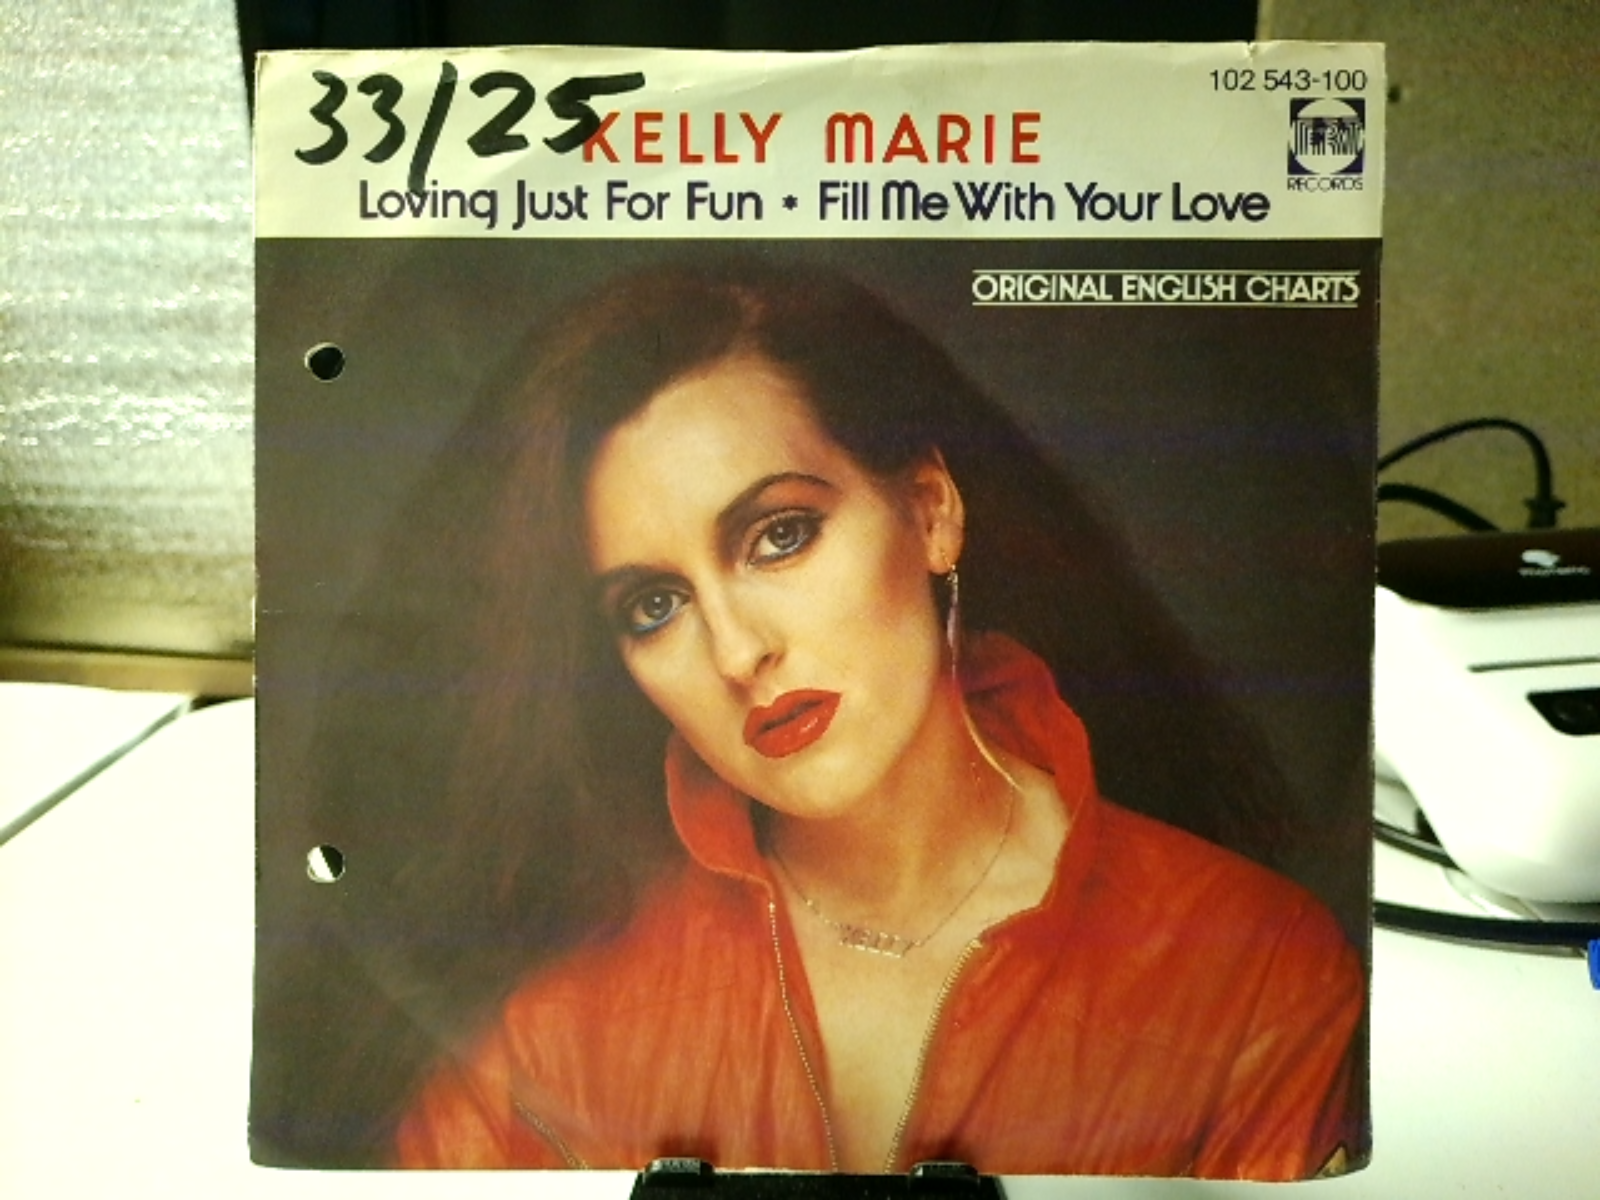 33/25
102 543-100
KELLY MARIE
RECORDS
Loving Just For Fun * Fill Me With Your Love
ORIGINAL ENGLISH CHARTS